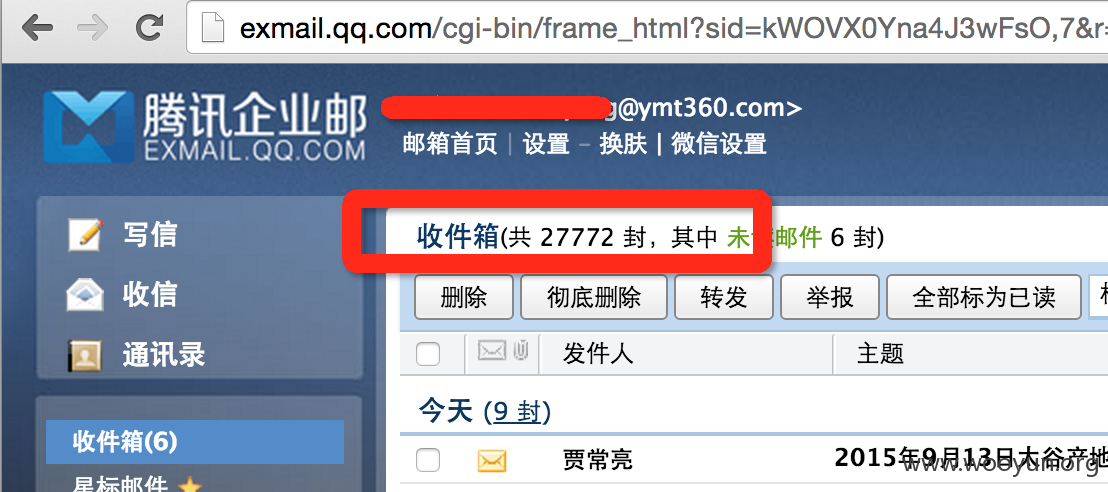 exmail.qq.com/cgi-bin/frame_html?sid=kWOVX0Yna4J3wFsO,7&r=
腾讯企业邮
EXMAIL.QQ.COM
@ymt360.com>
邮箱首页 | 设置 - 换肤 | 微信设置
写信
收信
通讯录
收件箱(6)
星标邮件
收件箱(共 27772 封，其中 未读邮件 6 封)
删除 彻底删除 转发 举报 全部标为已读
发件人 主题
今天 (9 封)
贾常亮 2015年9月13日大谷产地
www.wooyun.org